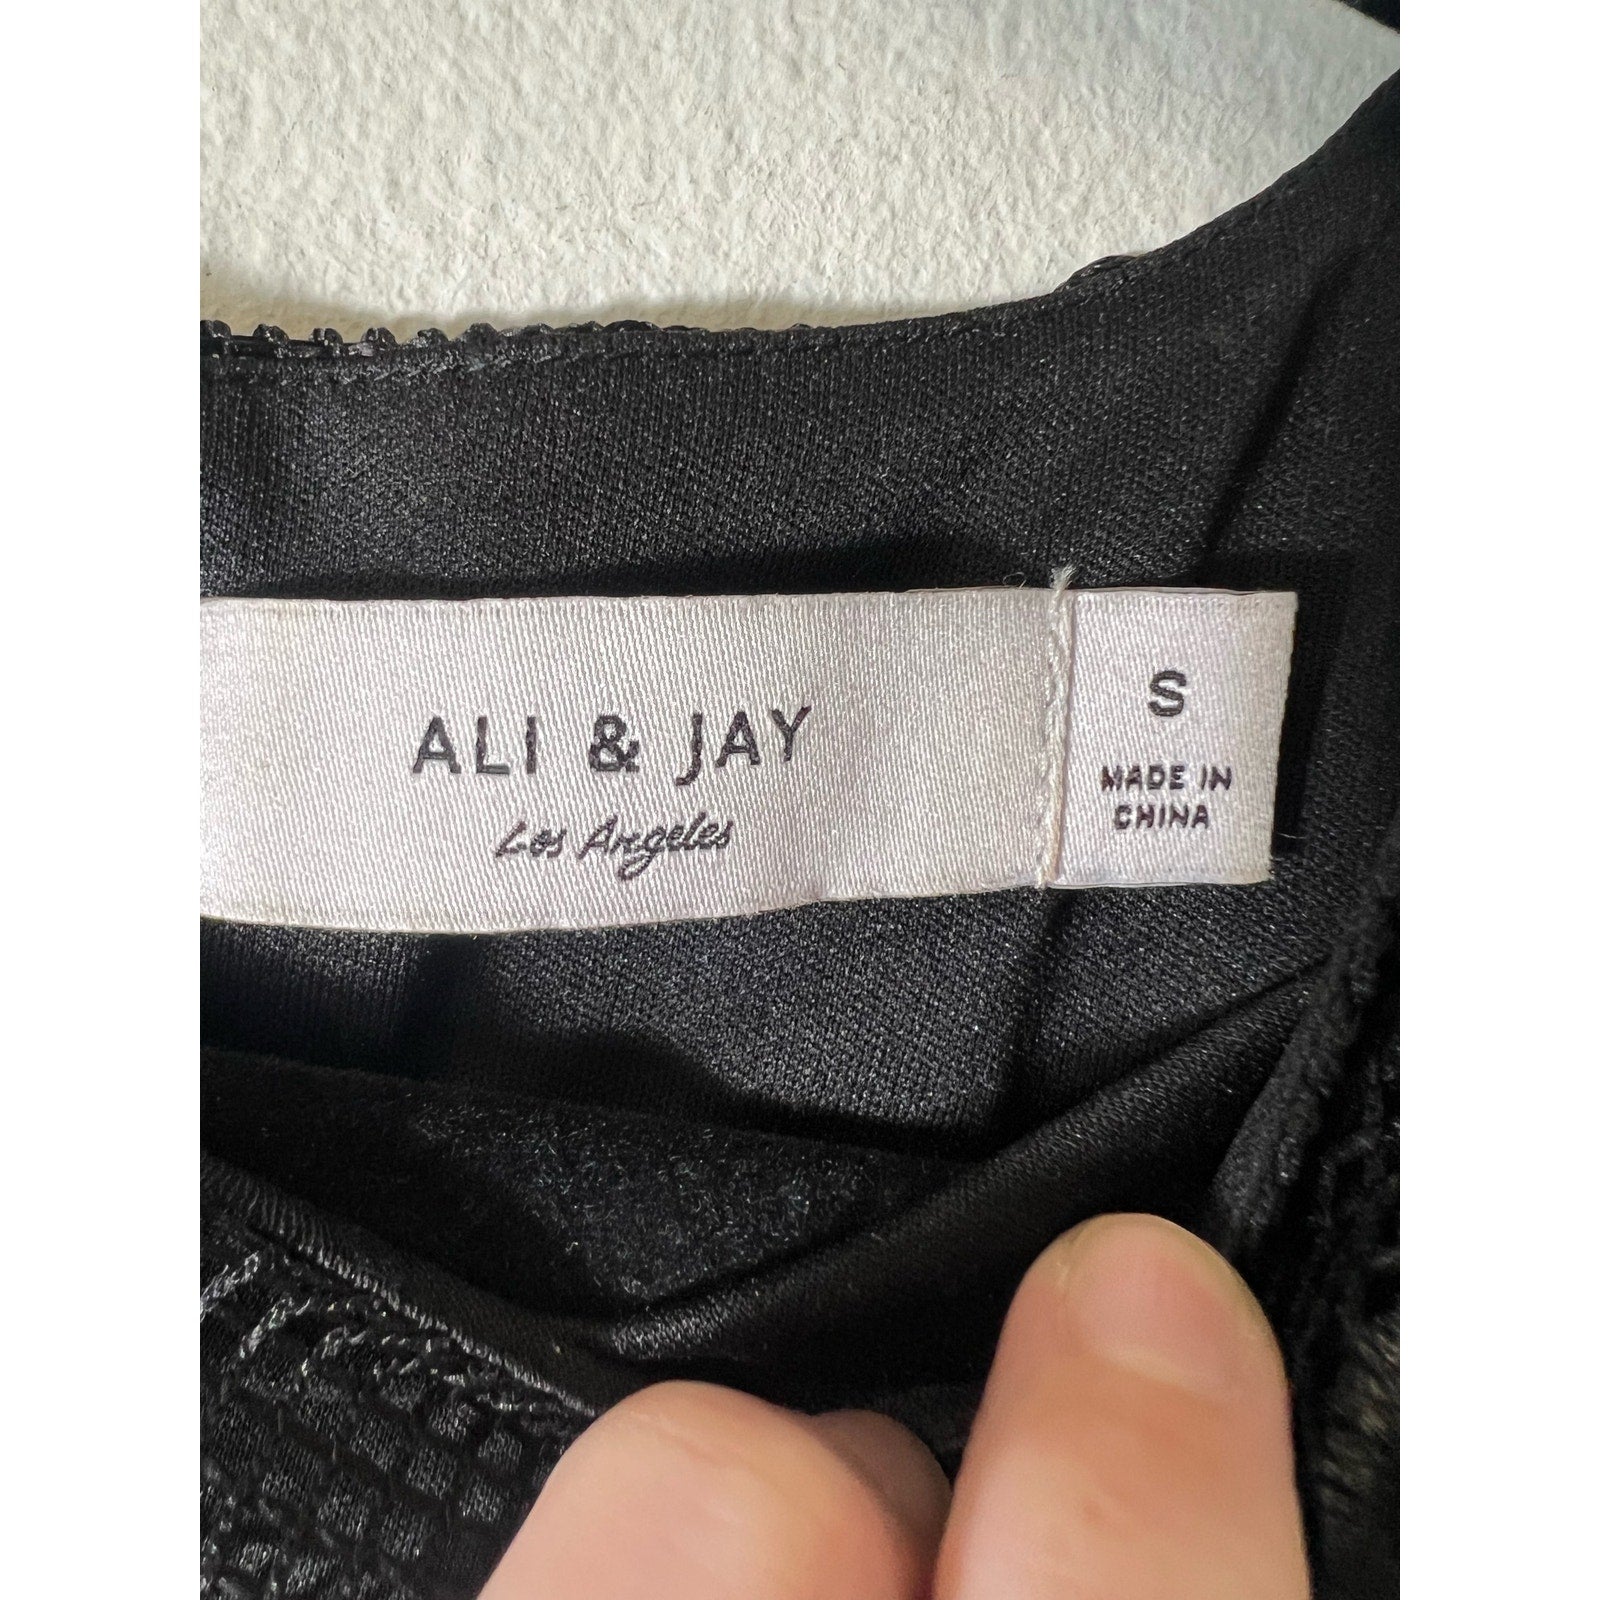 ALI & JAY
Los Angeles
S
MADE IN
CHINA